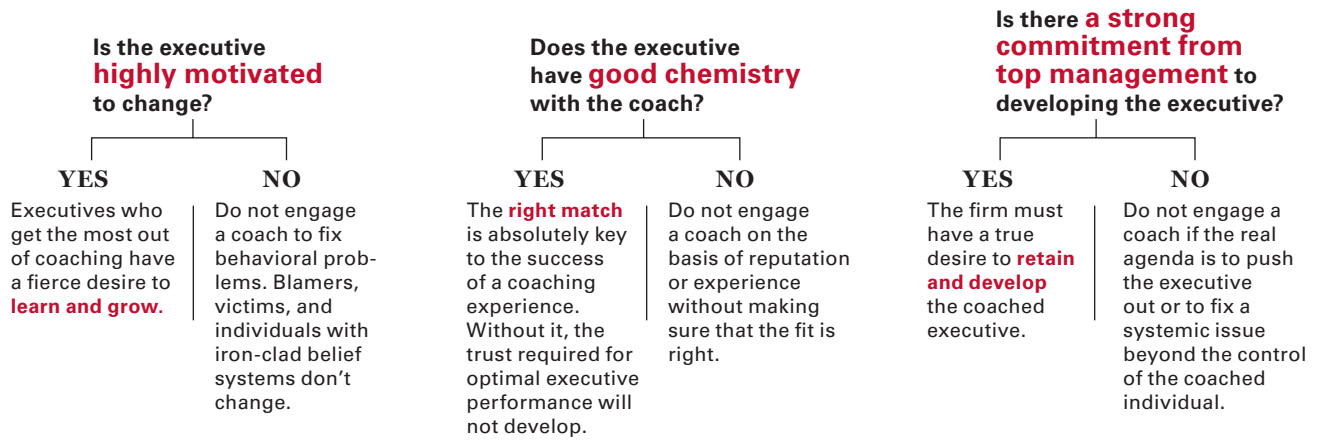 Is the executive
highly motivated
to change?
YES
Executives who
get the most out
of coaching have
a fierce desire to
learn and grow.
NO
Do not engage
a coach to fix
behavioral prob-
lems. Blamers,
victims, and
individuals with
iron-clad belief
systems don’t
change.
Does the executive
have good chemistry
with the coach?
YES
The right match
is absolutely key
to the success
of a coaching
experience.
Without it, the
trust required for
optimal executive
performance will
not develop.
NO
Do not engage
a coach on the
basis of reputation
or experience
without making
sure that the fit is
right.
Is there a strong
commitment from
top management to
developing the executive?
YES
The firm must
have a true
desire to retain
and develop
the coached
executive.
NO
Do not engage a
coach if the real
agenda is to push
the executive
out or to fix a
systemic issue
beyond the control
of the coached
individual.